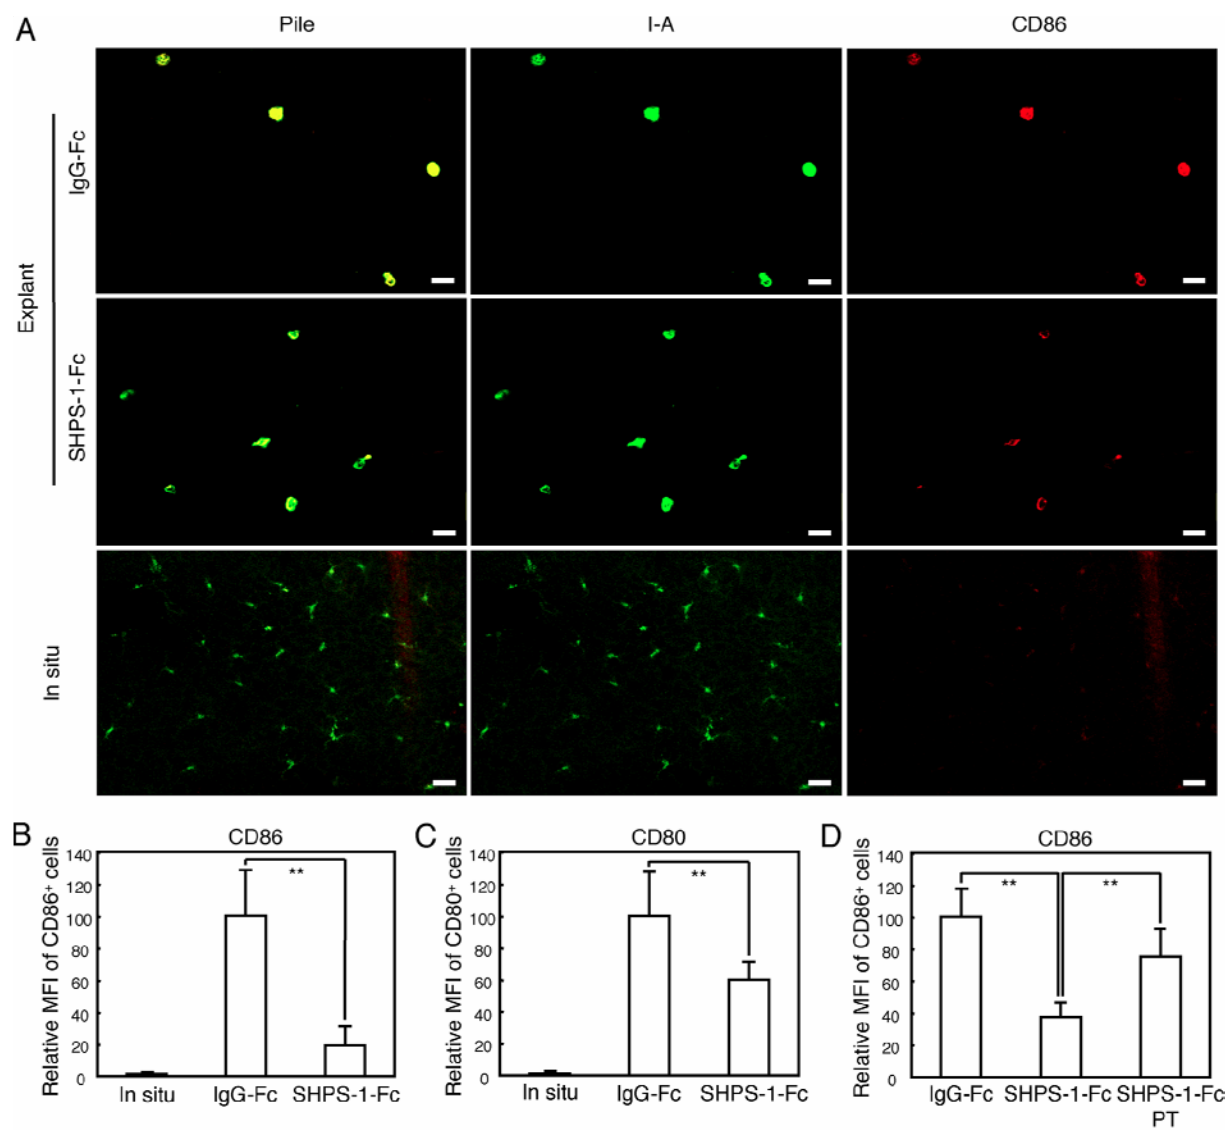 A
Pile
I-A
CD86
Explant
IgG-Fc
SHPS-1-Fc
In situ
B
CD86
Relative MFI of CD86⁺ cells
140
120
100
80
60
40
20
0
In situ
IgG-Fc
SHPS-1-Fc
**
C
CD80
Relative MFI of CD80⁺ cells
140
120
100
80
60
40
20
0
In situ
IgG-Fc
SHPS-1-Fc
**
D
CD86
Relative MFI of CD86⁺ cells
140
120
100
80
60
40
20
0
IgG-Fc
SHPS-1-Fc
SHPS-1-Fc
PT
**
**